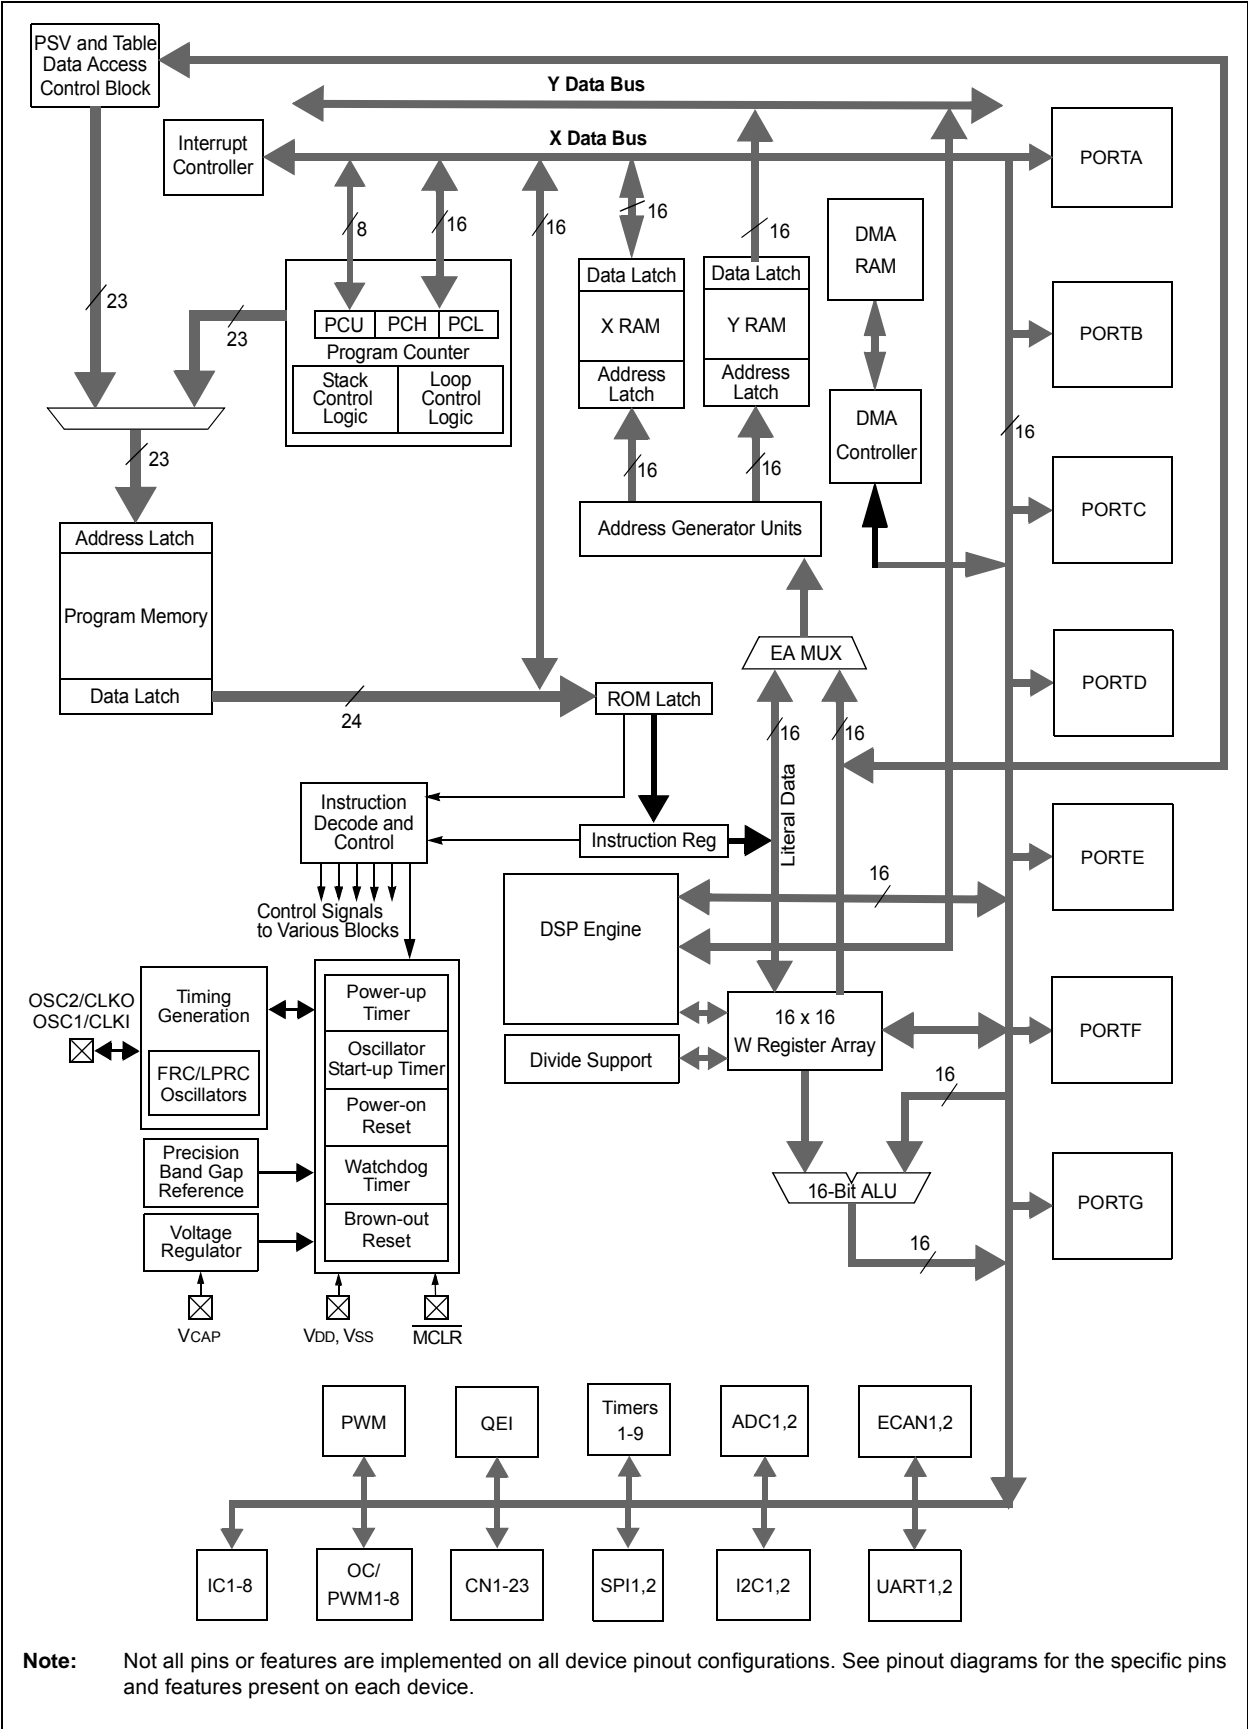 PSV and Table
Data Access
Control Block
Y Data Bus
Interrupt
Controller
X Data Bus
PORTA
8
16
16
16
16
DMA
RAM
23
23
PCU
PCH
PCL
Program Counter
Stack
Control
Logic
Loop
Control
Logic
Data Latch
X RAM
Address
Latch
Data Latch
Y RAM
Address
Latch
PORTB
DMA
Controller
16
23
16
16
PORTC
Address Latch
Program Memory
Data Latch
Address Generator Units
EA MUX
PORTD
24
ROM Latch
16
16
Literal Data
Instruction
Decode and
Control
Instruction Reg
PORTE
Control Signals
to Various Blocks
DSP Engine
16
OSC2/CLKO
OSC1/CLKI
Timing
Generation
FRC/LPRC
Oscillators
Power-up
Timer
Oscillator
Start-up Timer
Power-on
Reset
Watchdog
Timer
Brown-out
Reset
16 x 16
W Register Array
Divide Support
PORTF
16
Precision
Band Gap
Reference
Voltage
Regulator
16-Bit ALU
PORTG
16
VCAP
VDD, VSS
MCLR
PWM
QEI
Timers
1-9
ADC1,2
ECAN1,2
IC1-8
OC/
PWM1-8
CN1-23
SPI1,2
I2C1,2
UART1,2
Note: Not all pins or features are implemented on all device pinout configurations. See pinout diagrams for the specific pins
and features present on each device.